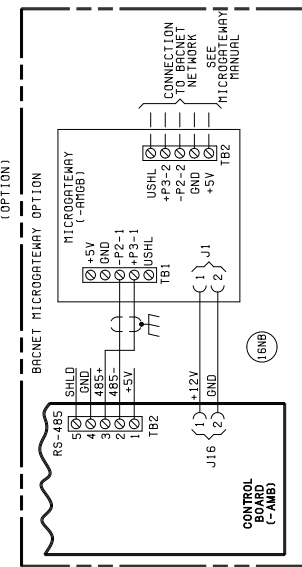 (OPTION)
BACNET MICROGATEWAY OPTION
RS-485
5 SHLD
4 GND
3 485+
2 485-
1 +5V
TB2
J16
1 +12V
2 GND
CONTROL
BOARD
(-AMB)
16NB
MICROGATEWAY
(-AMGB)
+5V
GND
-P2-1
+P3-1
USHL
TB1
1
2
J1
USHL
+P3-2
-P2-2
GND
+5V
TB2
CONNECTION
TO BACNET
NETWORK
SEE
MICROGATEWAY
MANUAL